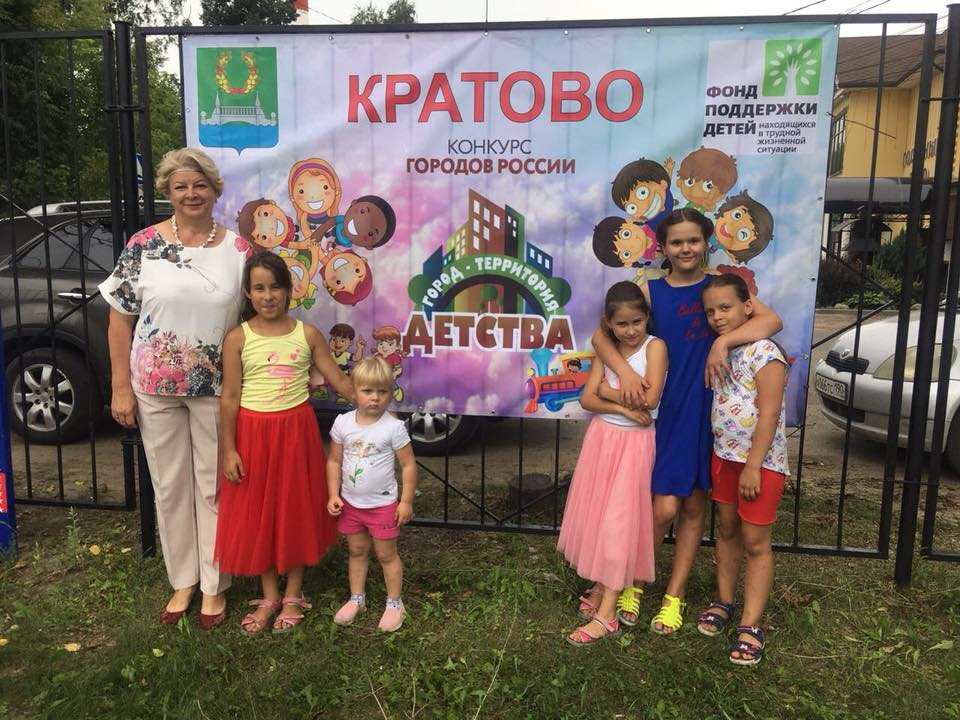 КРАТОВО
КОНКУРС
ГОРОДОВ РОССИИ
ГОРОД - ТЕРРИТОРИЯ
ДЕТСТВА
ФОНД
ПОДДЕРЖКИ
ДЕТЕЙ
находящихся
в трудной
жизненной
ситуации